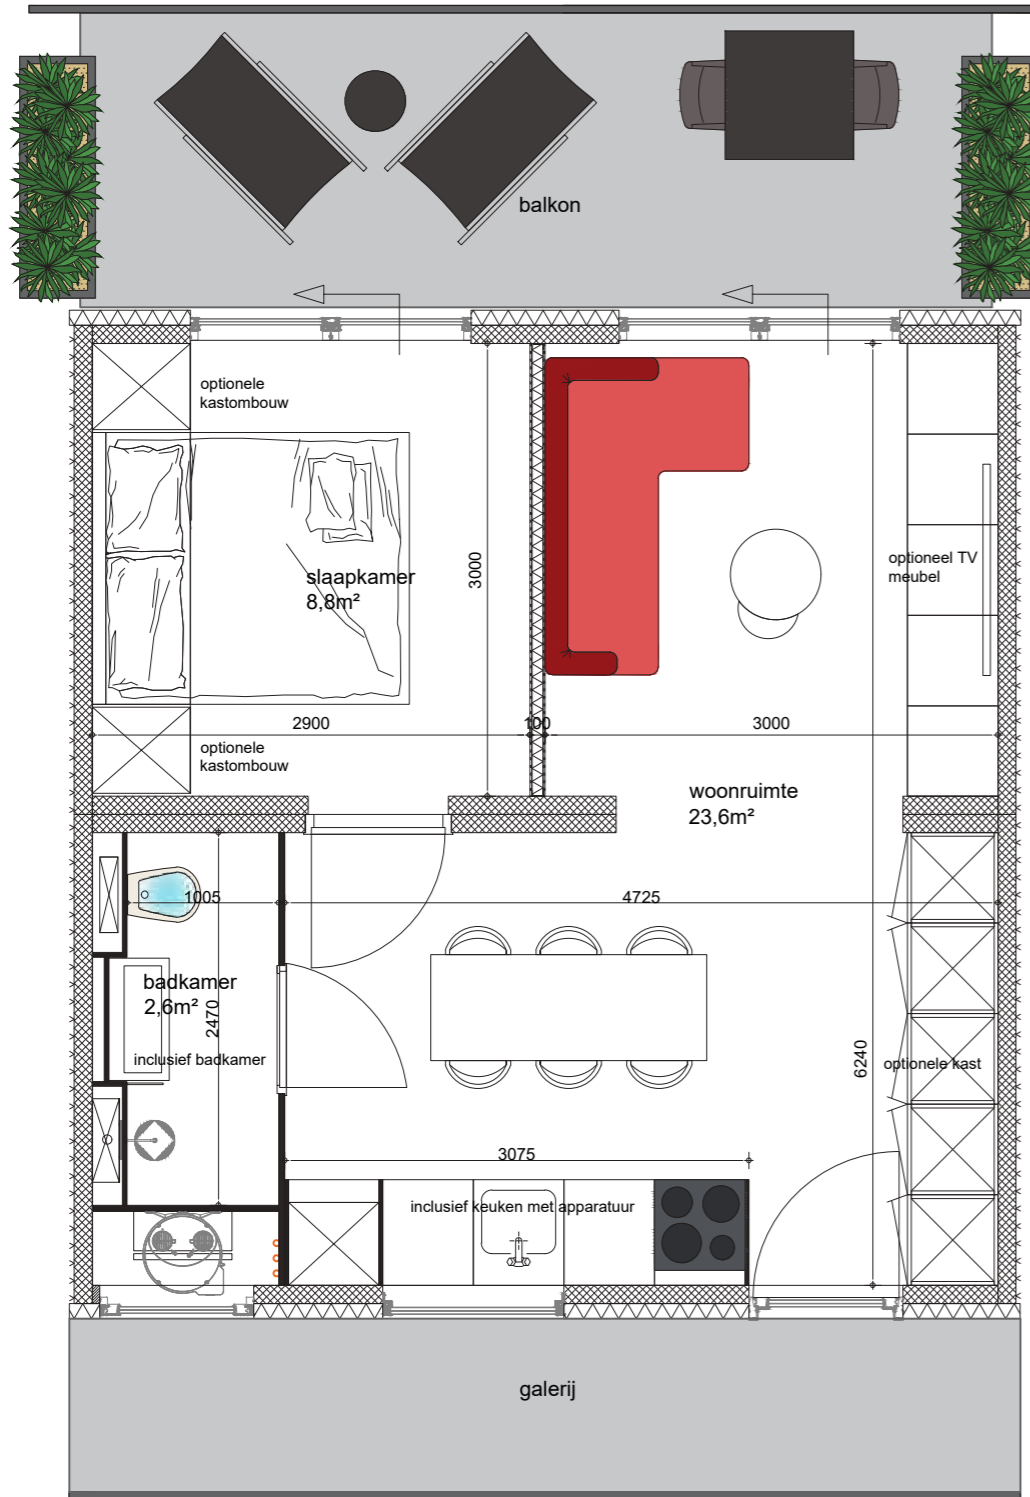 balkon
optionele
kastombouw
slaapkamer
8,8m²
3000
optioneel TV
meubel
2900
100
3000
optionele
kastombouw
woonruimte
23,6m²
1005
4725
badkamer
2,6m²
2470
inclusief badkamer
6240
optionele kast
3075
inclusief keuken met apparatuur
galerij